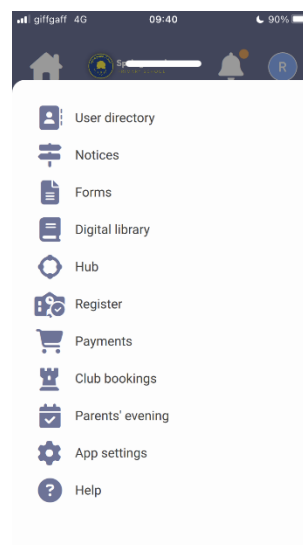 giffgaff 4G 09:40 90%
R
User directory
Notices
Forms
Digital library
Hub
Register
Payments
Club bookings
Parents' evening
App settings
Help